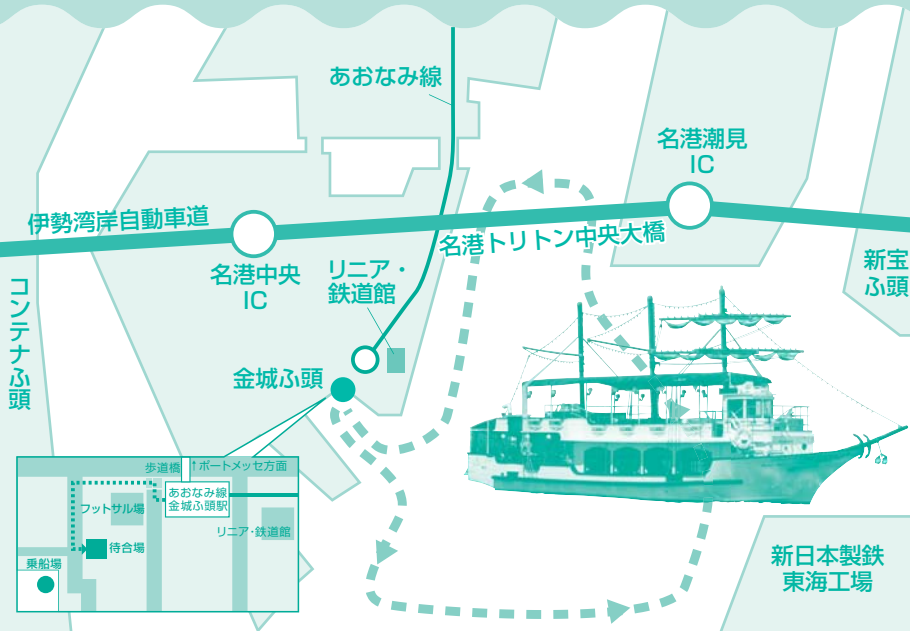 あおなみ線
名港潮見
IC
伊勢湾岸自動車道
名港トリトン中央大橋
名港中央
IC
リニア・
鉄道館
新宝
ふ頭
コンテナふ頭
金城ふ頭
歩道橋
↑ポートメッセ方面
あおなみ線
金城ふ頭駅
フットサル場
リニア・鉄道館
待合場
乗船場
新日本製鉄
東海工場